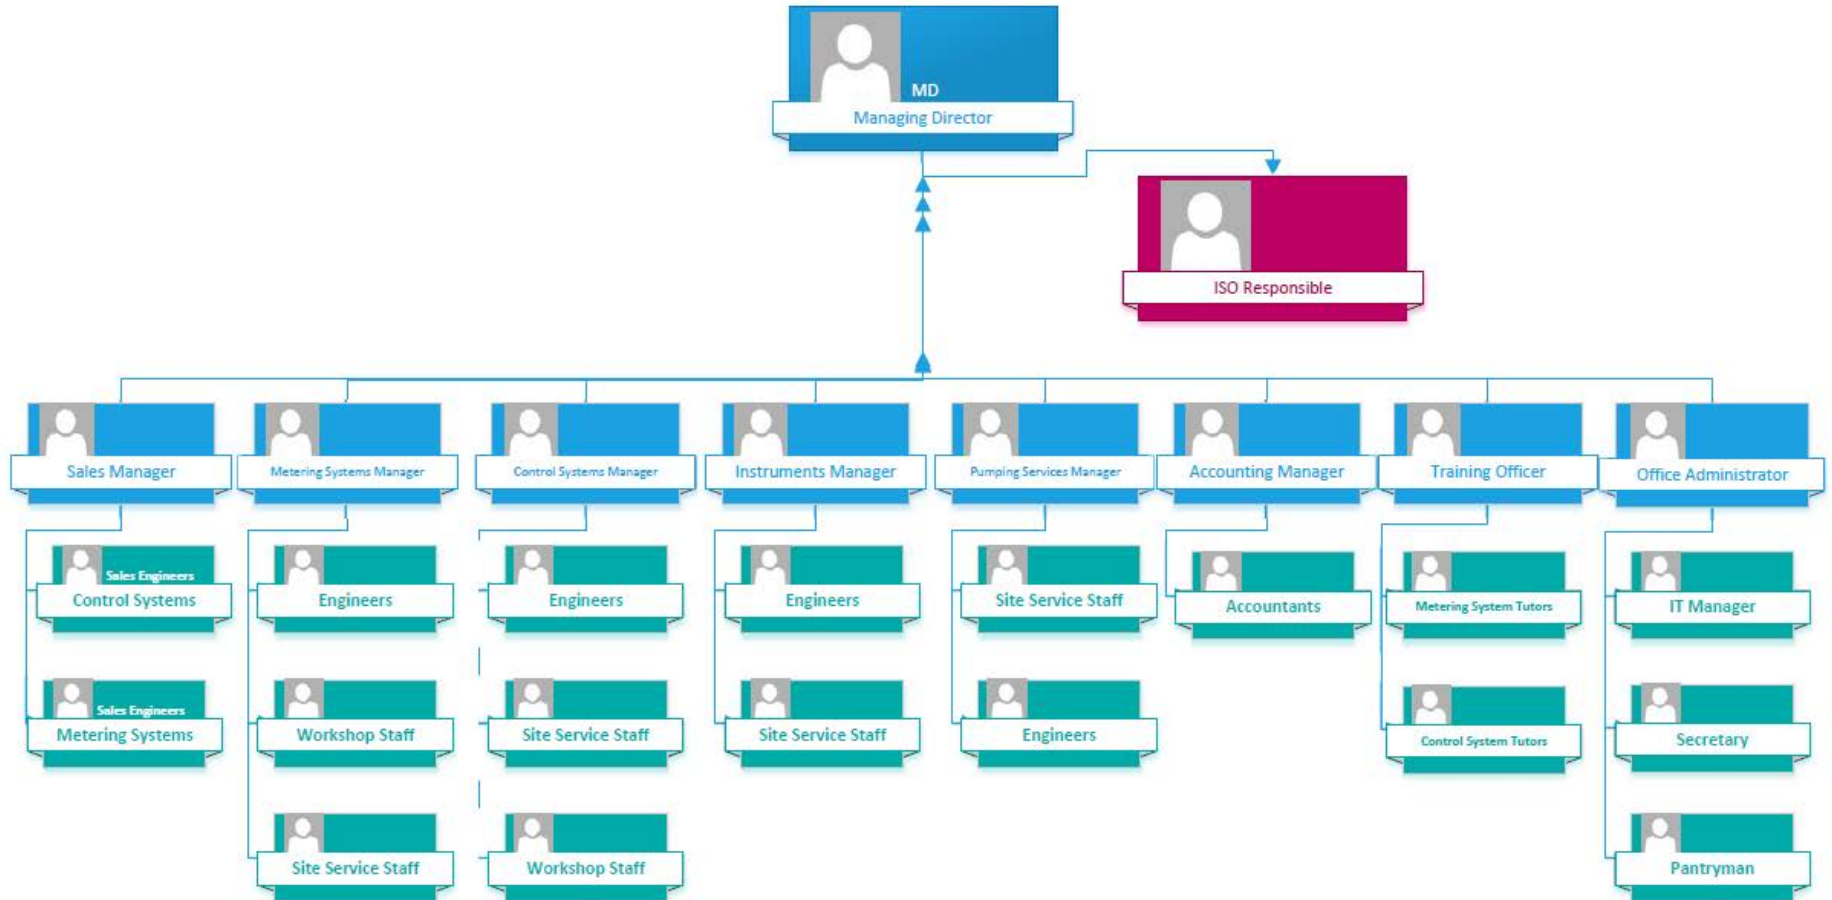 MD
Managing Director
ISO Responsible
Sales Manager
Metering Systems Manager
Control Systems Manager
Instruments Manager
Pumping Services Manager
Accounting Manager
Training Officer
Office Administrator
Sales Engineers
Control Systems
Engineers
Engineers
Engineers
Site Service Staff
Accountants
Metering System Tutors
IT Manager
Sales Engineers
Metering Systems
Workshop Staff
Site Service Staff
Site Service Staff
Engineers
Control System Tutors
Secretary
Site Service Staff
Workshop Staff
Pantryman